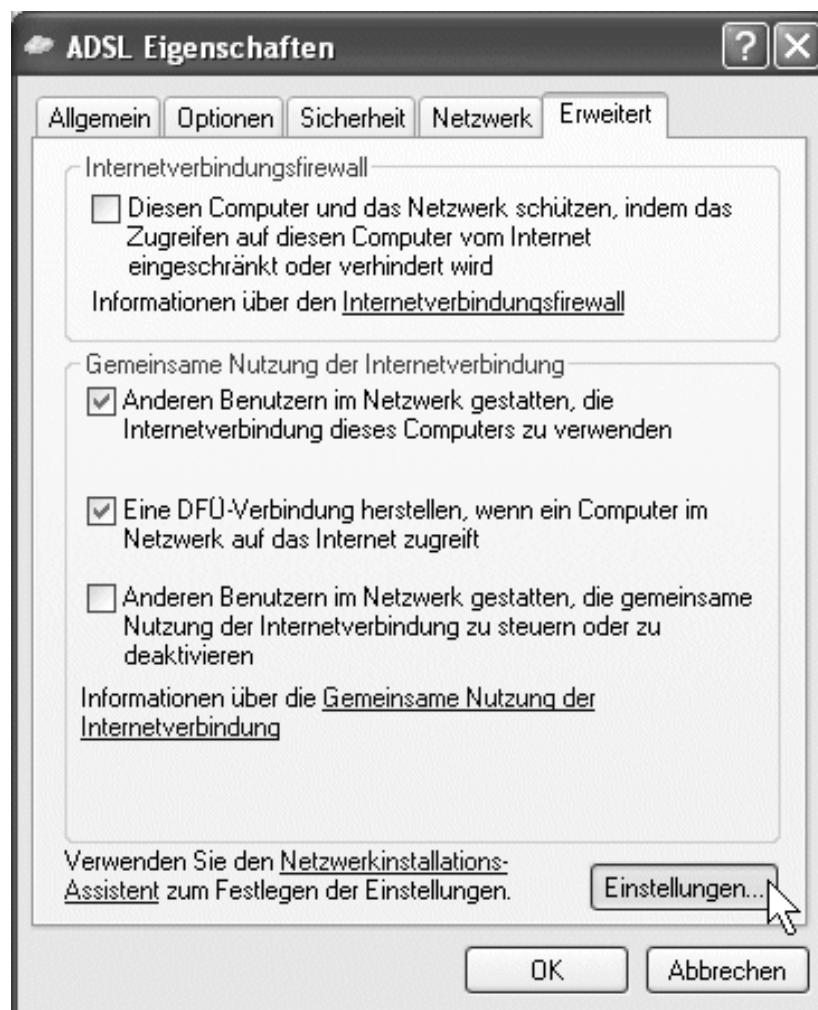 ADSL Eigenschaften
Allgemein Optionen Sicherheit Netzwerk Erweitert
Internetverbindungsfirewall
Diesen Computer und das Netzwerk schützen, indem das
Zugreifen auf diesen Computer vom Internet
eingeschränkt oder verhindert wird
Informationen über den Internetverbindungsfirewall
Gemeinsame Nutzung der Internetverbindung
Anderen Benutzern im Netzwerk gestatten, die
Internetverbindung dieses Computers zu verwenden
Eine DFÜ-Verbindung herstellen, wenn ein Computer im
Netzwerk auf das Internet zugreift
Anderen Benutzern im Netzwerk gestatten, die gemeinsame
Nutzung der Internetverbindung zu steuern oder zu
deaktivieren
Informationen über die Gemeinsame Nutzung der
Internetverbindung
Verwenden Sie den Netzwerkinstallations-
Assistent zum Festlegen der Einstellungen.
Einstellungen...
OK Abbrechen